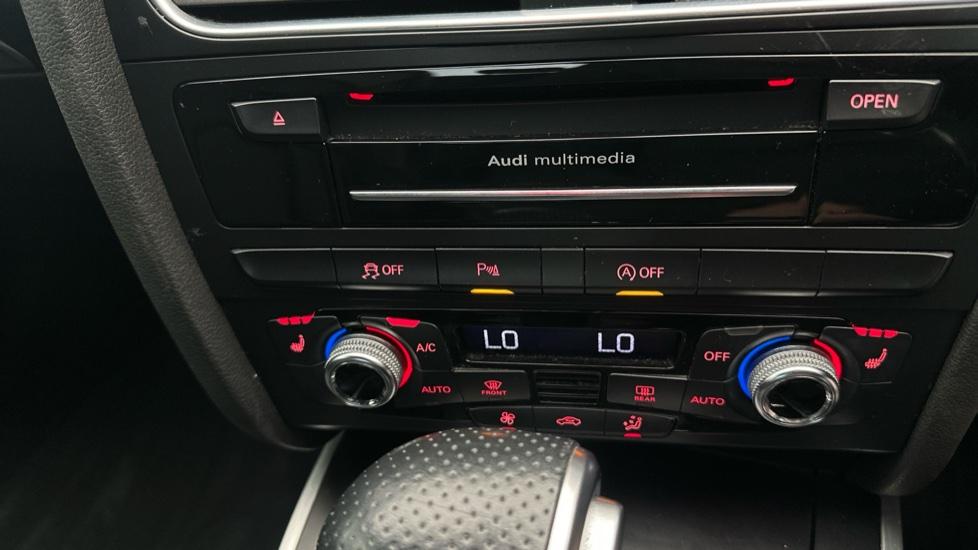 OPEN
Audi multimedia
OFF
P
A OFF
LO LO
A/C
OFF
AUTO
FRONT
REAR
AUTO